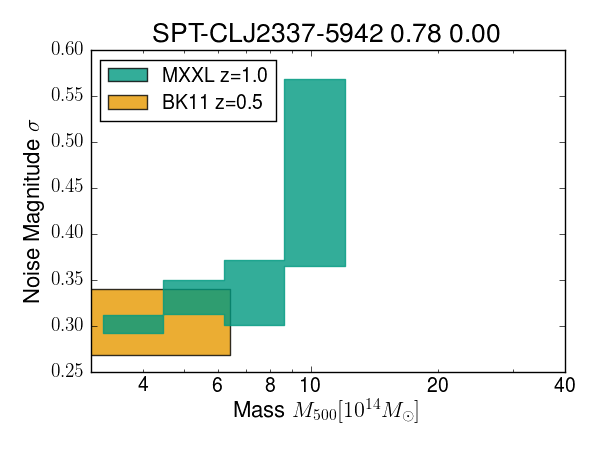 SPT-CLJ2337-5942 0.78 0.00
0.60
0.55
0.50
0.45
0.40
0.35
0.30
0.25
Noise Magnitude σ
MXXL z=1.0
BK11 z=0.5
4 6 8 10 20 40
Mass M₅₀₀[10¹⁴M☉]